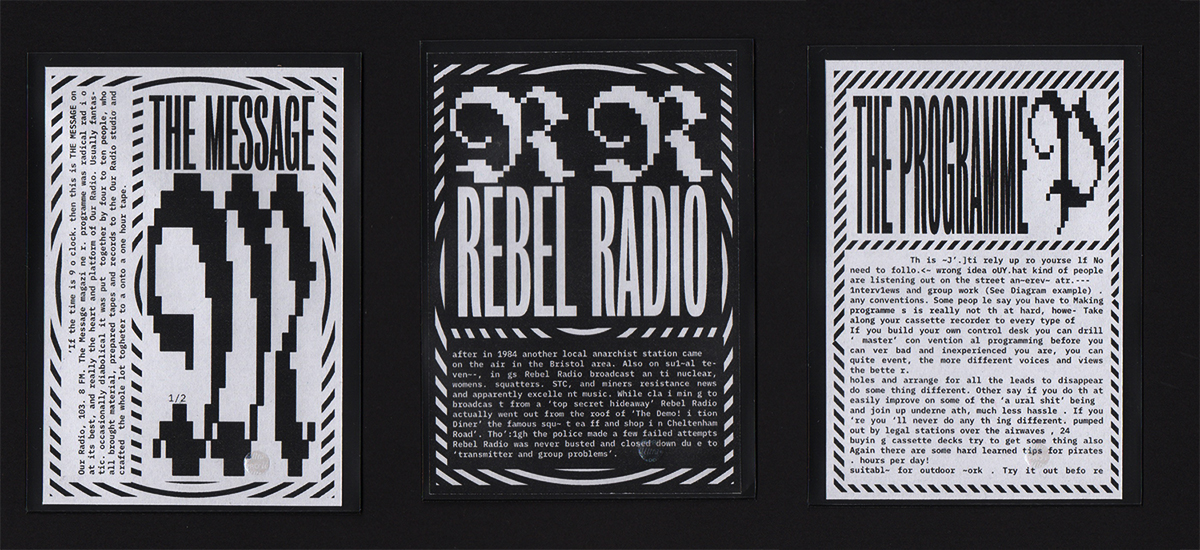 THE MESSAGE
'If the time is 9 o clock. then this is THE MESSAGE on
Our Radio, 103. 8 FM. The Message magazi ne r. programme was radical rad i o
at its best, and really the heart and platform of Our Radio. Usually fantas-
tic. occasionally diabolical it was put together by four to ten people, who
all brought material, prepared tapes and records to the Our Radio studio and
crafted the whole lot togther to a onto a one hour tape.
M
1/2
R R
REBEL RADIO
after in 1984 another local anarchist station came
on the air in the Bristol area. Also on su1-al te-
ven--, in gs Rebel Radio broadcast an ti nuclear,
womens. squatters. STC, and miners resistance news
and apparently excelle nt music. While cla i min g to
broadcas t from a 'top secret hideaway' Rebel Radio
actually went out from the roof of 'The Demo! i tion
Diner' the famous squ- t ea ff and shop i n Cheltenham
Road'. Tho':1gh the police made a few failed attempts
Rebel Radio was never busted and closed down du e to
'transmitter and group problems'.
THE PROGRAMME P
Th is ~J'.]ti rely up ro yourse lf No
need to follo.<~ wrong idea oUY.hat kind of people
are listening out on the street an-erev- atr.---
1nterv1ews and group work (See Diagram example) .
any conventions. Some peop le say you have to Making
programme s is really not that hard, howe- Take
along your cassette recorder to every type of
If you build your own control desk you can drill
' master' con vention al programming before you
can ver bad and inexperienced you are, you can
quite event, the more different voices and views
the bette r.
holes and arrange for all the leads to disappear
do some thing different. Other say if you do th at
easily improve on some of the 'a ural shit' being
and join up underne ath, much less hassle . If you
're you 'll never do any th ing different. pumped
out by legal stations over the airwaves , 24
buyin g cassette decks try to get some thing also
Again there are some hard learned tips for pirates
. hours per day!
suitabl~ for outdoor ~ork . Try it out befo re